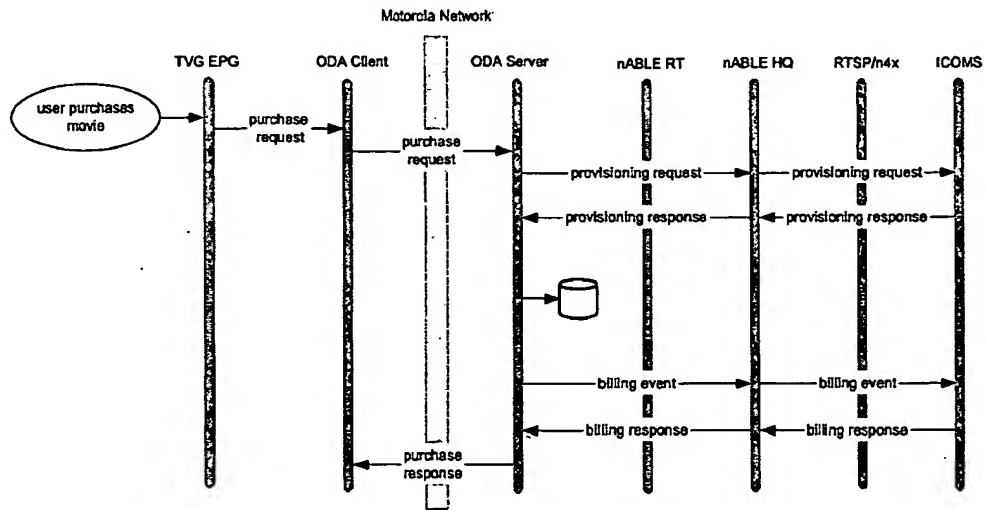 Motorola Network
TVG EPG
ODA Client
ODA Server
nABLE RT
nABLE HQ
RTSP/n4x
ICOMS
user purchases
movie
purchase
request
purchase
request
provisioning request
provisioning request
provisioning response
provisioning response
billing event
billing event
billing response
billing response
purchase
response